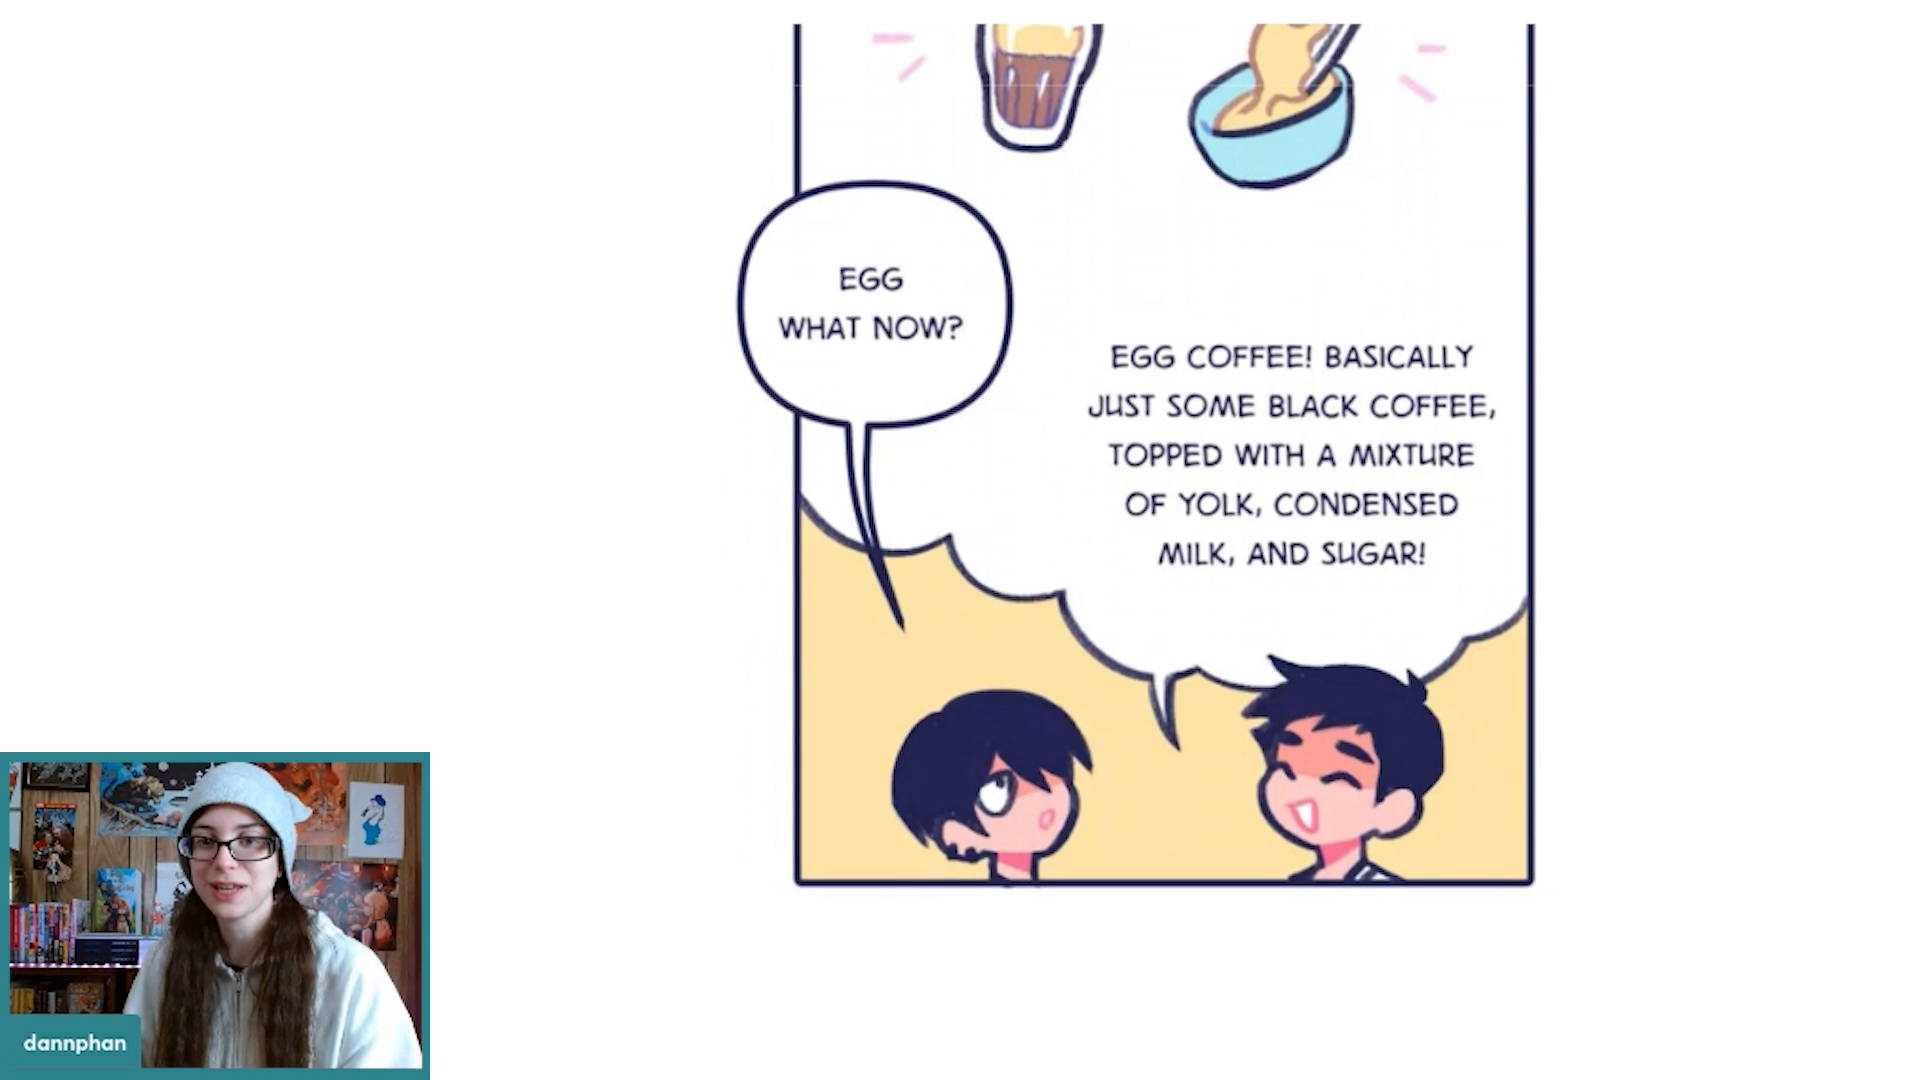 EGG
WHAT NOW?
EGG COFFEE! BASICALLY
JUST SOME BLACK COFFEE,
TOPPED WITH A MIXTURE
OF YOLK, CONDENSED
MILK, AND SUGAR!
dannphan